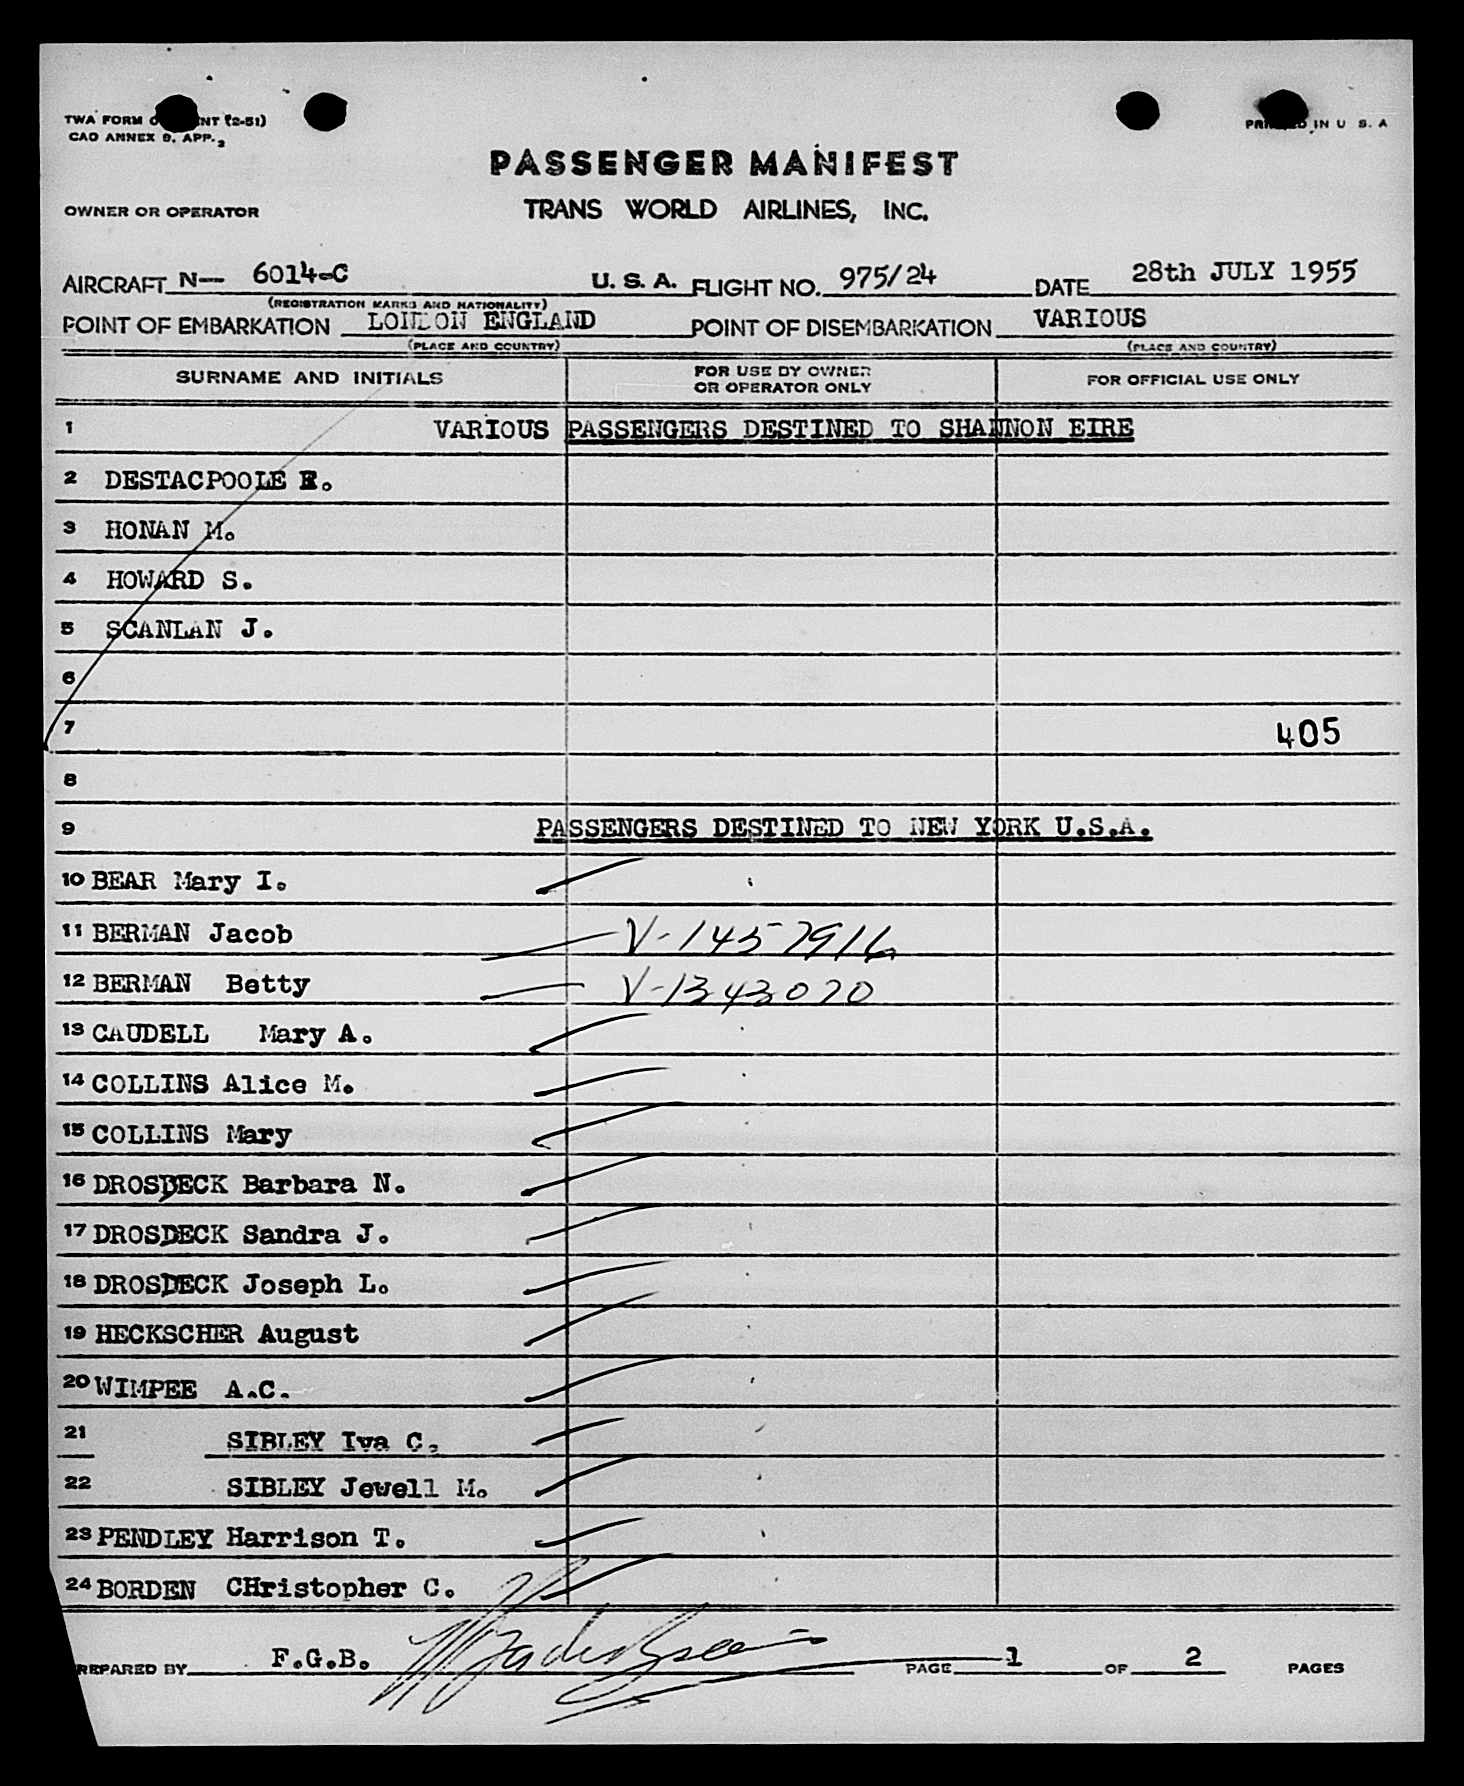 TWA FORM
CAO ANNEX 9, APP. 2
PRINTED IN U S. A
PASSENGER MANIFEST
OWNER OR OPERATOR TRANS WORLD AIRLINES, INC.
AIRCRAFT N— 6014-C U. S. A. FLIGHT NO. 975/24 DATE 28th JULY 1955
(REGISTRATION MARKS AND NATIONALITY)
POINT OF EMBARKATION LONDON ENGLAND POINT OF DISEMBARKATION VARIOUS
(PLACE AND COUNTRY) (PLACE AND COUNTRY)
SURNAME AND INITIALS FOR USE BY OWNER OR OPERATOR ONLY FOR OFFICIAL USE ONLY
1 VARIOUS PASSENGERS DESTINED TO SHANNON EIRE
2 DESTACPOOLE E.
3 HONAN M.
4 HOWARD S.
5 SCANLAN J.
6
7 405
8
9 PASSENGERS DESTINED TO NEW YORK U.S.A.
10 BEAR Mary I.
11 BERMAN Jacob V-1457916
12 BERMAN Betty V-1343070
13 CAUDELL Mary A.
14 COLLINS Alice M.
15 COLLINS Mary
16 DROSDECK Barbara N.
17 DROSDECK Sandra J.
18 DROSDECK Joseph L.
19 HECKSCHER August
20 WIMPEE A.C.
21 SIBLEY Iva C.
22 SIBLEY Jewell M.
23 PENDLEY Harrison T.
24 BORDEN CHristopher C.
PREPARED BY F.G.B. PAGE 1 OF 2 PAGES